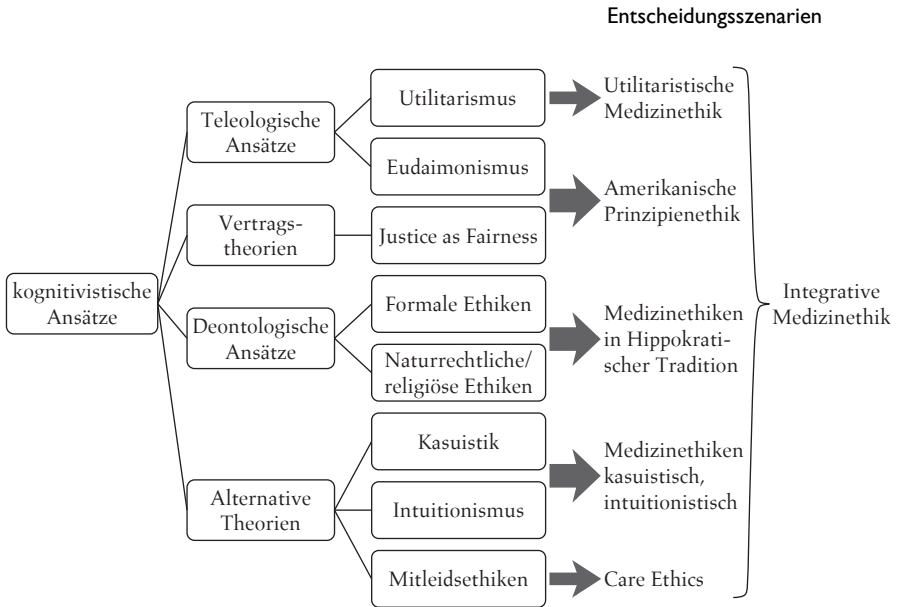 Entscheidungsszenarien
kognitivistische
Ansätze
Teleologische
Ansätze
Vertrags-
theorien
Deontologische
Ansätze
Alternative
Theorien
Utilitarismus
Eudaimonismus
Justice as Fairness
Formale Ethiken
Naturrechtliche/
religiöse Ethiken
Kasuistik
Intuitionismus
Mitleidsethiken
Utilitaristische
Medizinethik
Amerikanische
Prinzipienethik
Medizinethiken
in Hippokrati-
scher Tradition
Medizinethiken
kasuistisch,
intuitionistisch
Care Ethics
Integrative
Medizinethik